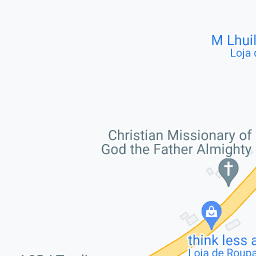 M Lhuil
Loja d
Christian Missionary of
God the Father Almighty
think less a
Loja de Roupa